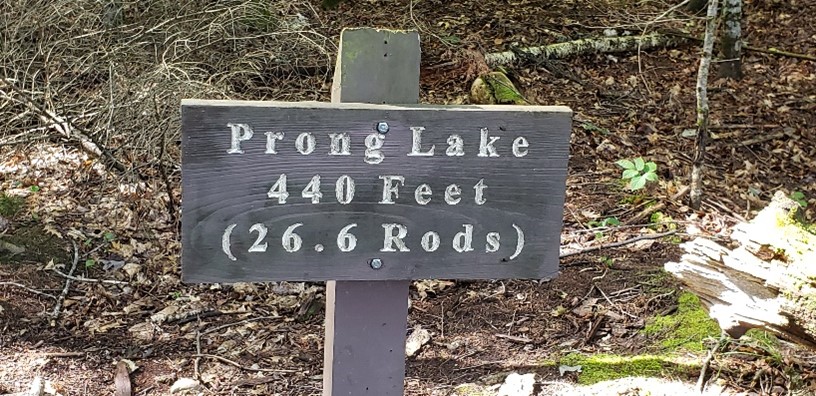 Prong Lake
440 Feet
(26.6 Rods)